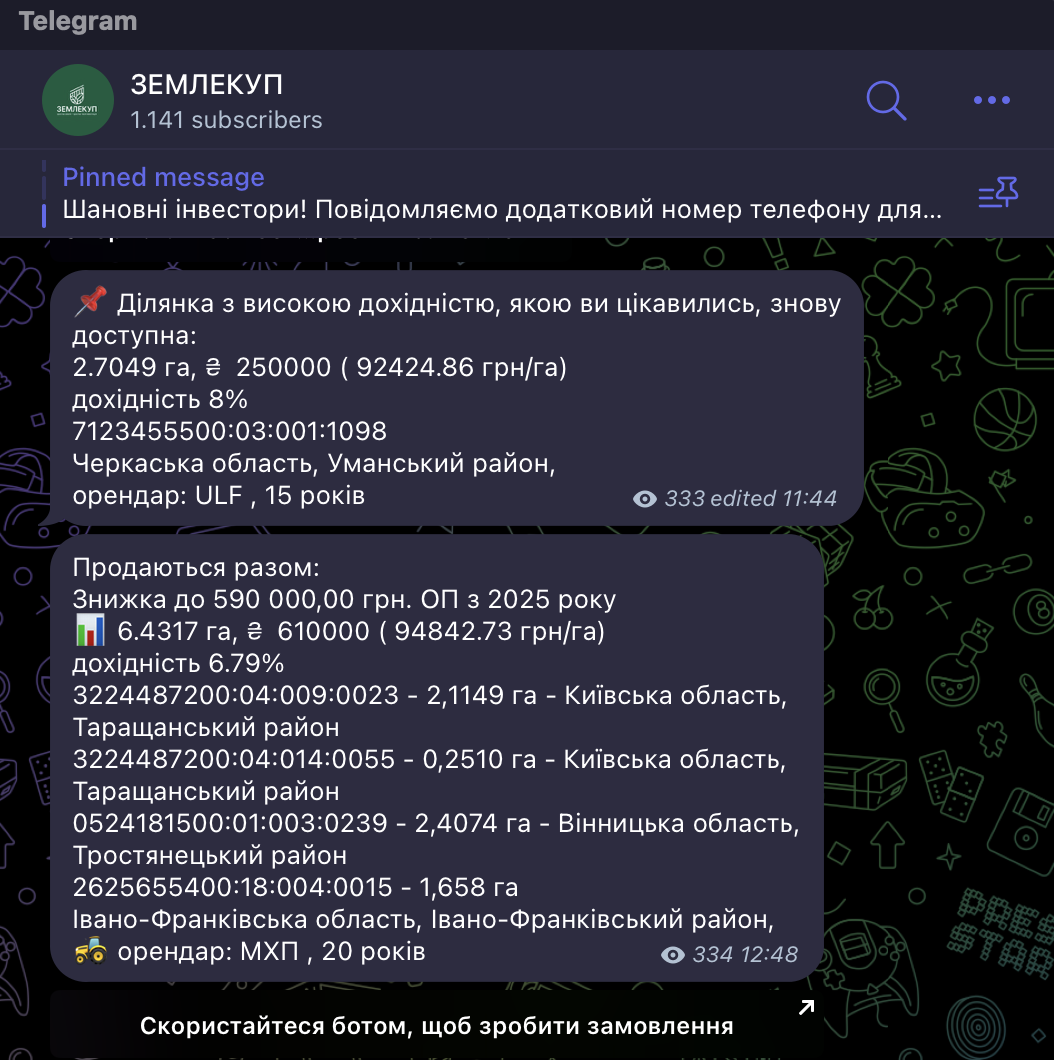 Telegram
ЗЕМЛЕКУП
ЗЕМЛЕКУП
1.141 subscribers
Pinned message
Шановні інвестори! Повідомляємо додатковий номер телефону для...
📌 Ділянка з високою дохідністю, якою ви цікавились, знову
доступна:
2.7049 га, ₴ 250000 ( 92424.86 грн/га)
дохідність 8%
7123455500:03:001:1098
Черкаська область, Уманський район,
орендар: ULF , 15 років
333 edited 11:44
Продаються разом:
Знижка до 590 000,00 грн. ОП з 2025 року
📊 6.4317 га, ₴ 610000 ( 94842.73 грн/га)
дохідність 6.79%
3224487200:04:009:0023 - 2,1149 га - Київська область,
Таращанський район
3224487200:04:014:0055 - 0,2510 га - Київська область,
Таращанський район
0524181500:01:003:0239 - 2,4074 га - Вінницька область,
Тростянецький район
2625655400:18:004:0015 - 1,658 га
Івано-Франківська область, Івано-Франківський район,
🚜 орендар: МХП , 20 років
334 12:48
Скористайтеся ботом, щоб зробити замовлення